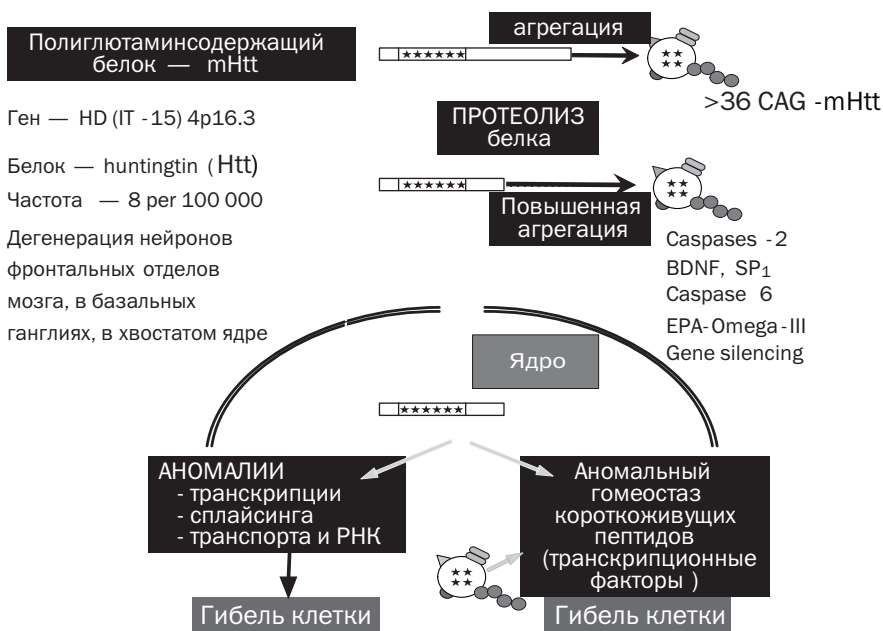 Полиглютаминсодержащий
белок — mHtt
агрегация
>36 CAG -mHtt
Ген — HD (IT -15) 4p16.3
ПРОТЕОЛИЗ
белка
Белок — huntingtin (Htt)
Частота — 8 per 100 000
Повышенная
агрегация
Дегенерация нейронов
фронтальных отделов
мозга, в базальных
ганглиях, в хвостатом ядре
Caspases -2
BDNF, SP1
Caspase 6
EPA-Omega-III
Gene silencing
Ядро
АНОМАЛИИ
- транскрипции
- сплайсинга
- транспорта и РНК
Аномальный
гомеостаз
короткоживущих
пептидов
(транскрипционные
факторы )
Гибель клетки
Гибель клетки